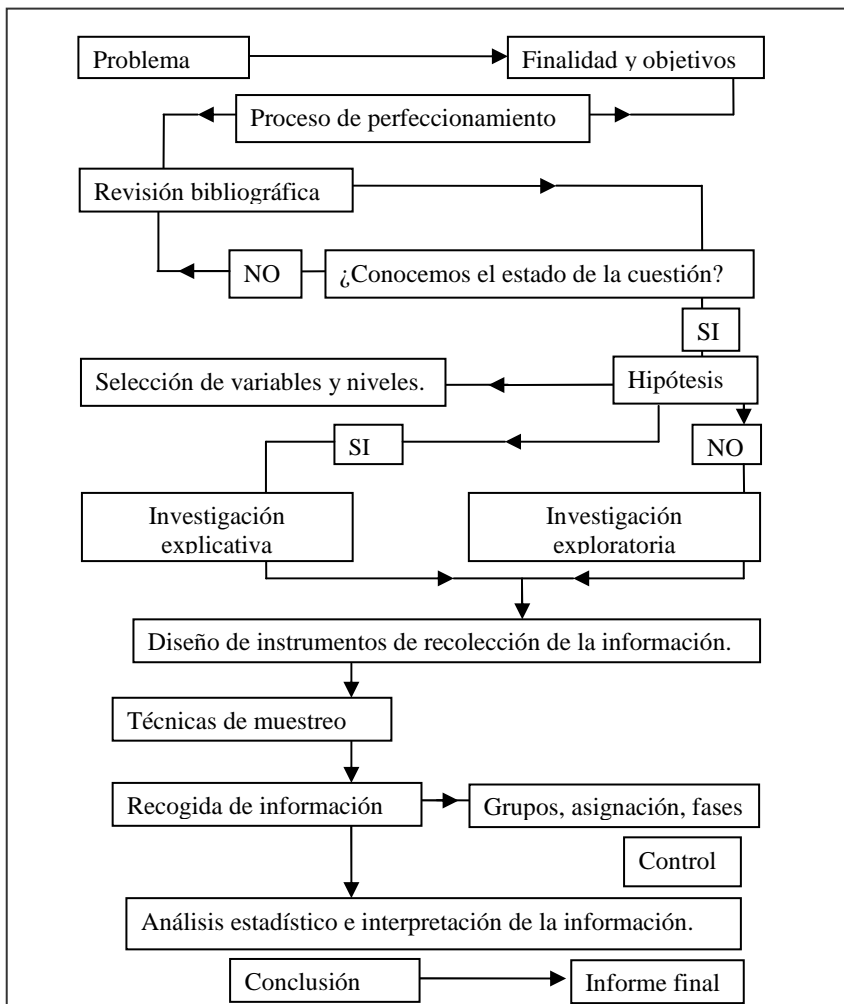 Problema
Finalidad y objetivos
Proceso de perfeccionamiento
Revisión bibliográfica
NO
¿Conocemos el estado de la cuestión?
SI
Selección de variables y niveles.
Hipótesis
SI
NO
Investigación
explicativa
Investigación
exploratoria
Diseño de instrumentos de recolección de la información.
Técnicas de muestreo
Recogida de información
Grupos, asignación, fases
Control
Análisis estadístico e interpretación de la información.
Conclusión
Informe final